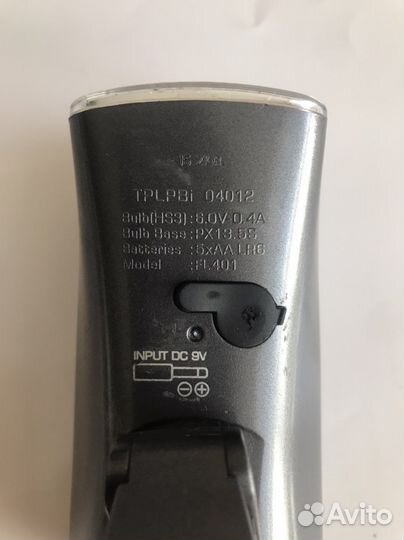 TPLP8i 04012
Bulb(HS3) :6.0V-0.4A
Bulb Base :PX13.5S
Batteries :5xAA LR6
Model :FL401
INPUT DC 9V
Avito